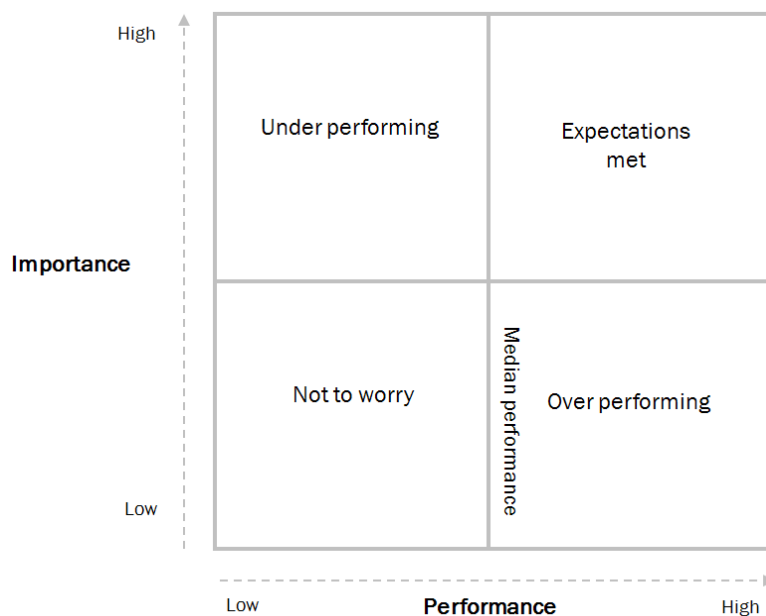 High
Under performing
Expectations
met
Importance
Not to worry
Median performance
Over performing
Low
Low
Performance
High